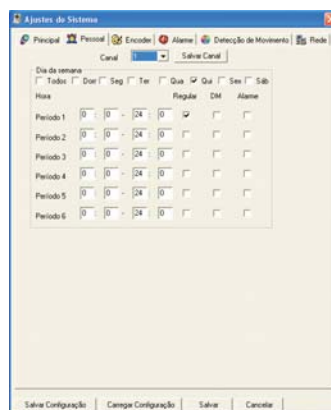 Ajustes do Sistema
Principal Pessoal Encoder Alarme Detecção de Movimento Rede
Canal 1 Salvar Canal
Dia da semana
Todos Dom Seg Ter Qua Qui Sex Sáb
Hora Regular DM Alarme
Período 1 0 : 0 - 24 : 0
Período 2 0 : 0 - 24 : 0
Período 3 0 : 0 - 24 : 0
Período 4 0 : 0 - 24 : 0
Período 5 0 : 0 - 24 : 0
Período 6 0 : 0 - 24 : 0
Salvar Configuração Carregar Configuração Salvar Cancelar